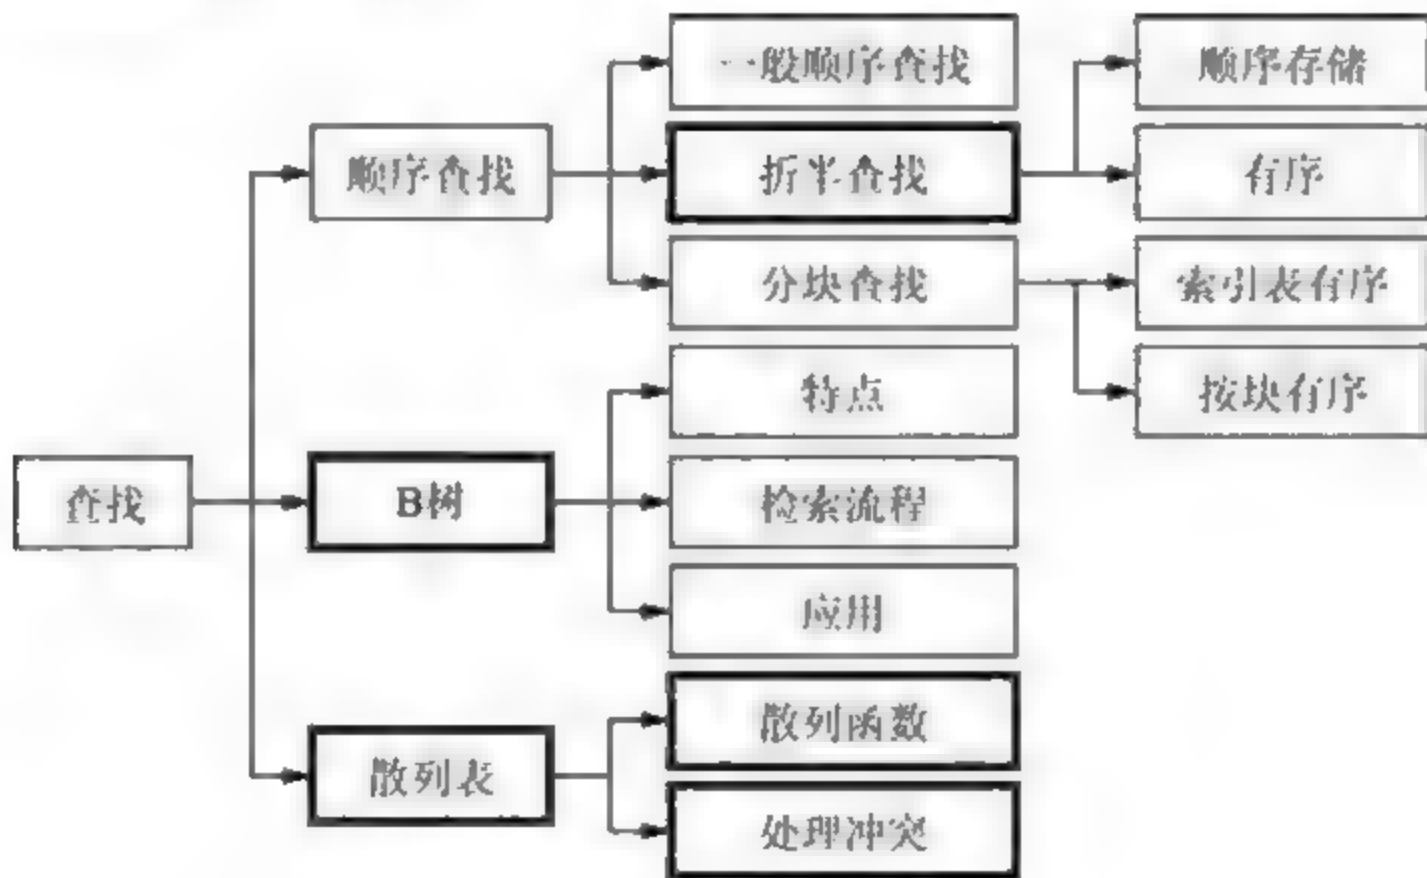 一般顺序查找
顺序存储
顺序查找
折半查找
有序
分块查找
索引表有序
特点
按块有序
查找
B树
检索流程
应用
散列函数
散列表
处理冲突